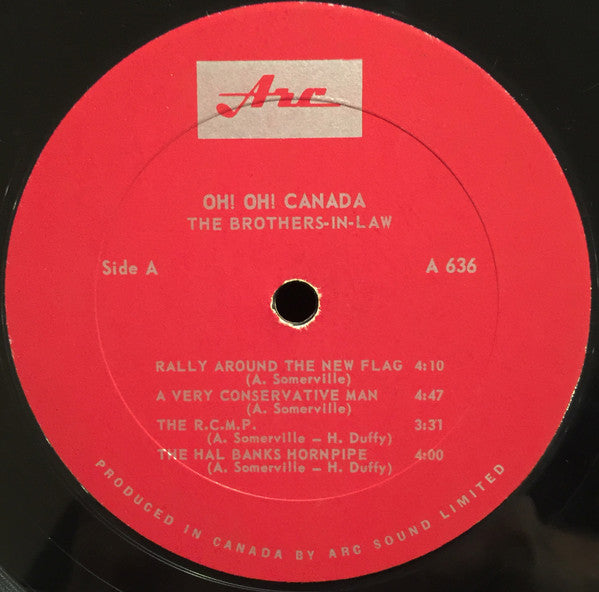 Arc
OH! OH! CANADA
THE BROTHERS-IN-LAW
Side A A 636
RALLY AROUND THE NEW FLAG 4:10
(A. Somerville)
A VERY CONSERVATIVE MAN 4:47
(A. Somerville)
THE R.C.M.P. 3:31
(A. Somerville – H. Duffy)
THE HAL BANKS HORNPIPE 4:00
(A. Somerville – H. Duffy)
PRODUCED IN CANADA BY ARC SOUND LIMITED